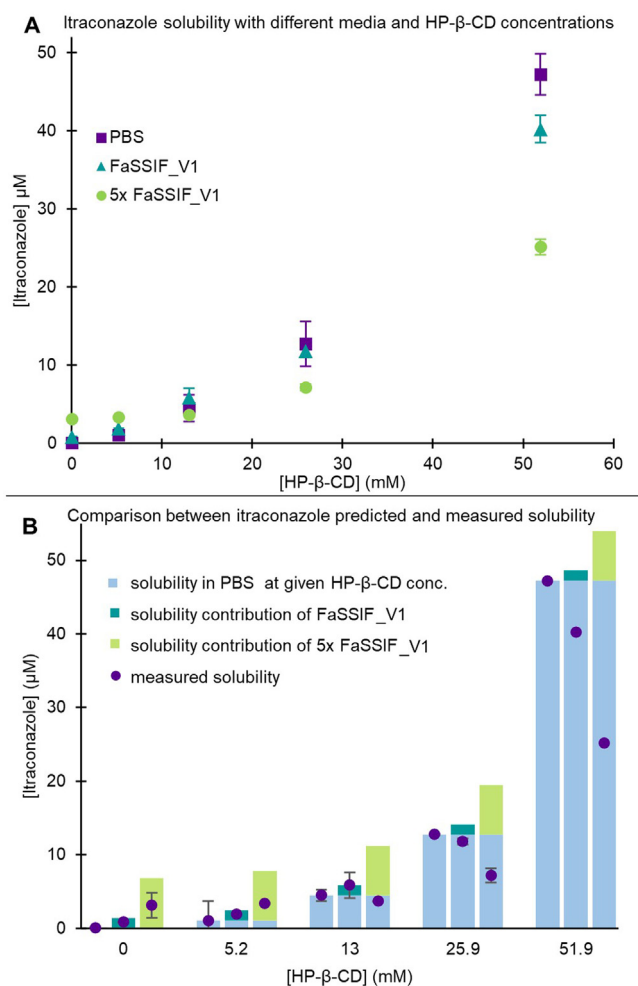 A Itraconazole solubility with different media and HP-β-CD concentrations
50
40
30
20
10
0
[Itraconazole] µM
PBS
FaSSIF_V1
5x FaSSIF_V1
0 10 20 30 40 50 60
[HP-β-CD] (mM)
B Comparison between itraconazole predicted and measured solubility
50
40
30
20
10
0
[Itraconazole] (µM)
solubility in PBS at given HP-β-CD conc.
solubility contribution of FaSSIF_V1
solubility contribution of 5x FaSSIF_V1
measured solubility
0 5.2 13 25.9 51.9
[HP-β-CD] (mM)